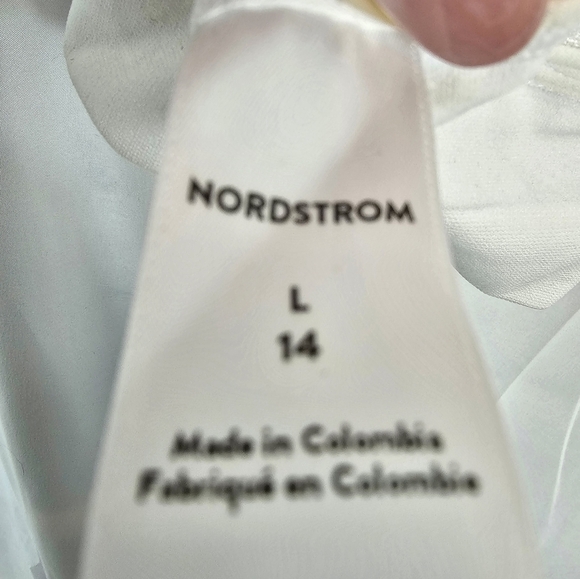 NORDSTROM
L
14
Made in Colombia
Fabriqué en Colombie